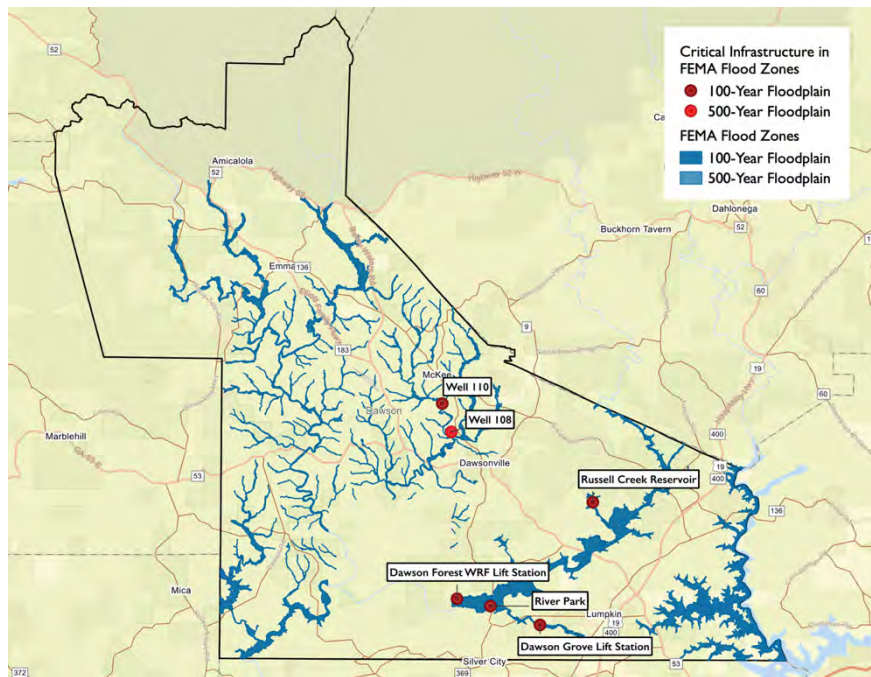 Critical Infrastructure in
FEMA Flood Zones
100-Year Floodplain
500-Year Floodplain
FEMA Flood Zones
100-Year Floodplain
500-Year Floodplain
52
Amicalola
52
Highway 52 W
Dahlonega
52
Buckhorn Tavern
Emma
136
60
9
19
183
McKee
Well 110
60
Dawson
Well 108
Marblehill
400
53
Dawsonville
19
400
Russell Creek Reservoir
136
Dawson Forest WRF Lift Station
Mica
River Park
Lumpkin
19
400
Dawson Grove Lift Station
Silver City
53
372
369